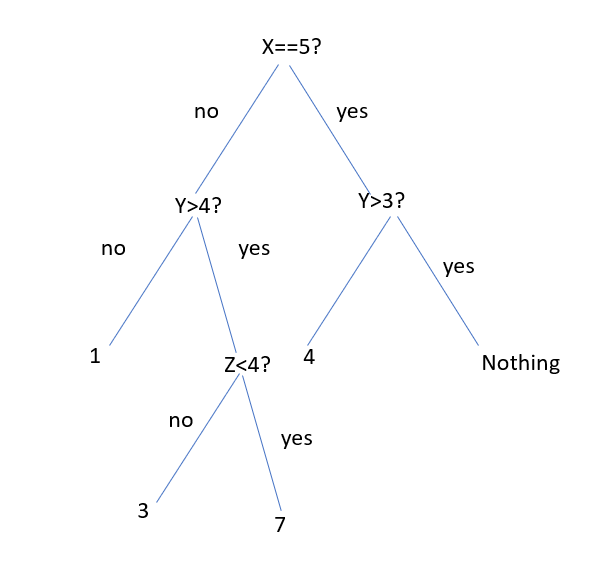 X==5?
no
yes
Y>4?
Y>3?
no
yes
yes
1
Z<4?
4
Nothing
no
yes
3
7